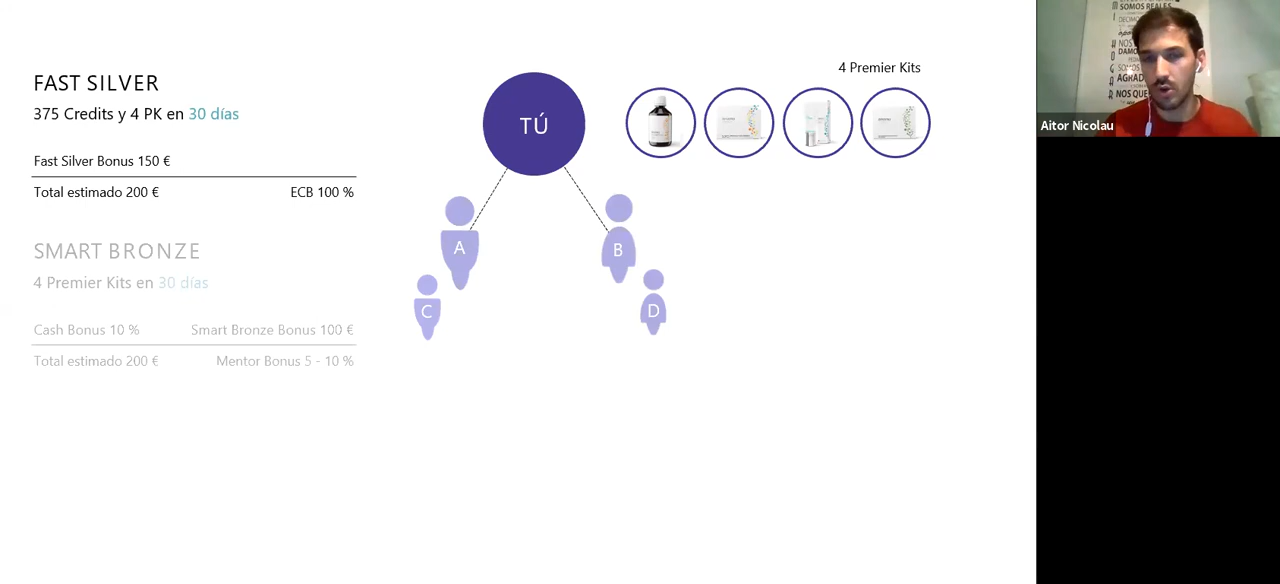 FAST SILVER
375 Credits y 4 PK en 30 días
Fast Silver Bonus 150 €
Total estimado 200 € ECB 100 %
SMART BRONZE
4 Premier Kits en 30 días
Cash Bonus 10 % Smart Bronze Bonus 100 €
Total estimado 200 € Mentor Bonus 5 - 10 %
TÚ
4 Premier Kits
A
B
C
D
SOMOS REALES
Aitor Nicolau